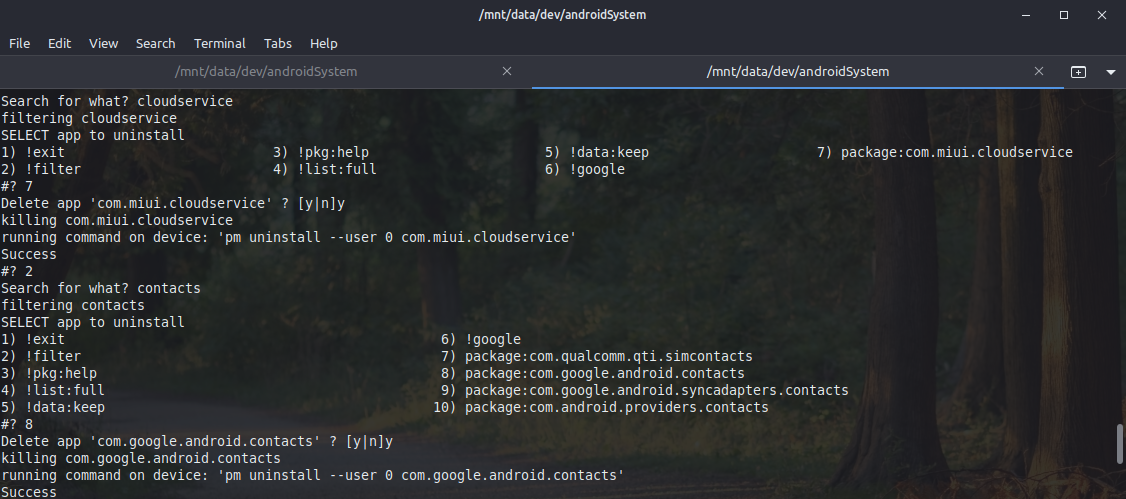 /mnt/data/dev/androidSystem
File Edit View Search Terminal Tabs Help
/mnt/data/dev/androidSystem /mnt/data/dev/androidSystem
Search for what? cloudservice
filtering cloudservice
SELECT app to uninstall
1) !exit 3) !pkg:help 5) !data:keep 7) package:com.miui.cloudservice
2) !filter 4) !list:full 6) !google
#? 7
Delete app 'com.miui.cloudservice' ? [y|n]y
killing com.miui.cloudservice
running command on device: 'pm uninstall --user 0 com.miui.cloudservice'
Success
#? 2
Search for what? contacts
filtering contacts
SELECT app to uninstall
1) !exit 6) !google
2) !filter 7) package:com.qualcomm.qti.simcontacts
3) !pkg:help 8) package:com.google.android.contacts
4) !list:full 9) package:com.google.android.syncadapters.contacts
5) !data:keep 10) package:com.android.providers.contacts
#? 8
Delete app 'com.google.android.contacts' ? [y|n]y
killing com.google.android.contacts
running command on device: 'pm uninstall --user 0 com.google.android.contacts'
Success